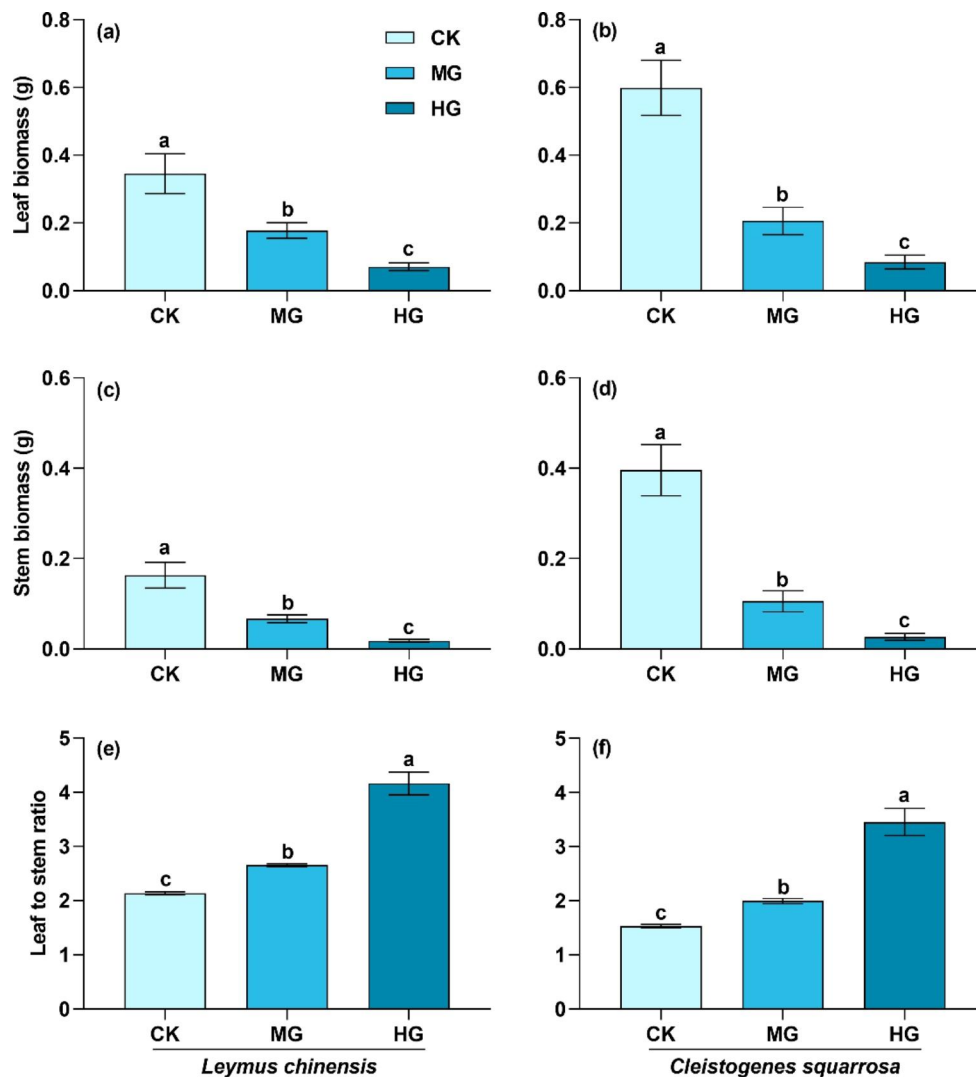 (a)
CK
MG
HG
Leaf biomass (g)
0.8
0.6
0.4
0.2
0.0
a
b
c
CK MG HG
(b)
0.8
0.6
0.4
0.2
0.0
a
b
c
CK MG HG
(c)
Stem biomass (g)
0.6
0.4
0.2
0.0
a
b
c
CK MG HG
(d)
0.6
0.4
0.2
0.0
a
b
c
CK MG HG
(e)
Leaf to stem ratio
5
4
3
2
1
0
c
b
a
CK MG HG
Leymus chinensis
(f)
5
4
3
2
1
0
c
b
a
CK MG HG
Cleistogenes squarrosa